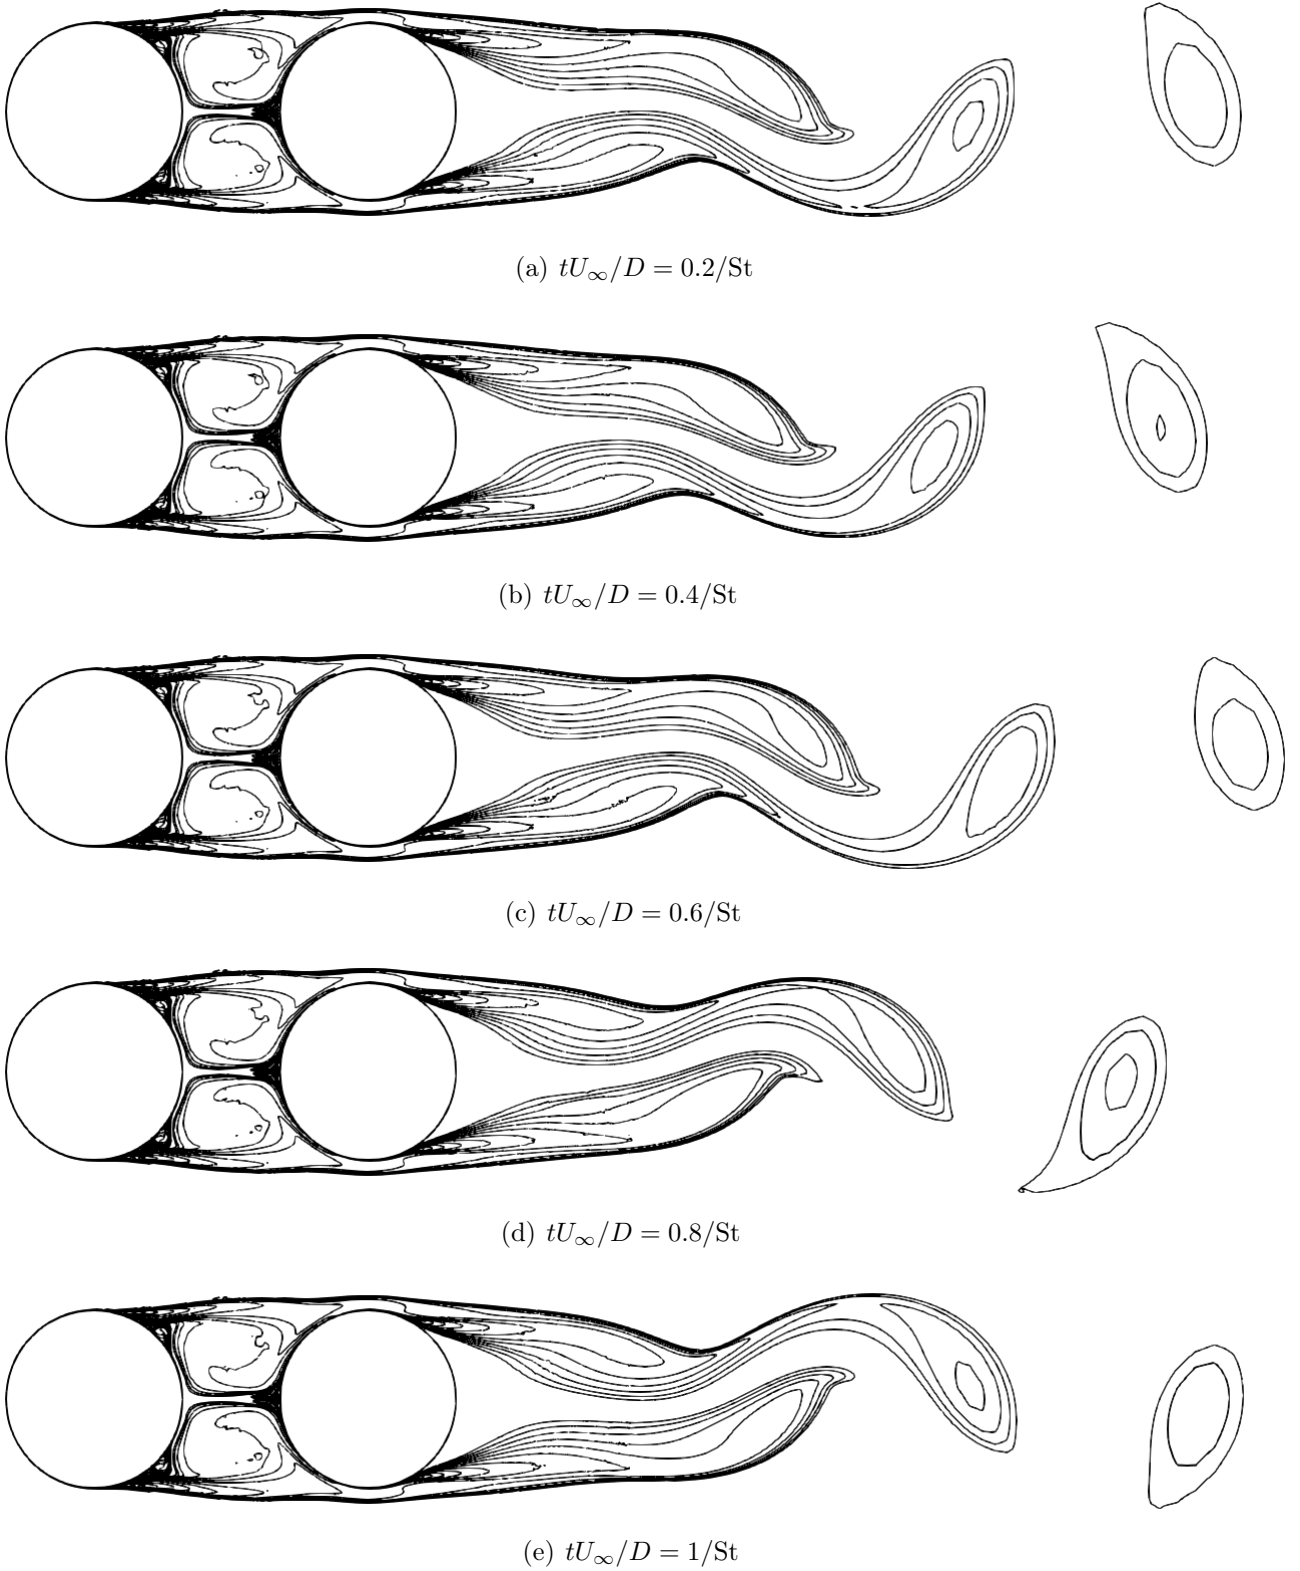 (a) tU∞/D = 0.2/St
(b) tU∞/D = 0.4/St
(c) tU∞/D = 0.6/St
(d) tU∞/D = 0.8/St
(e) tU∞/D = 1/St